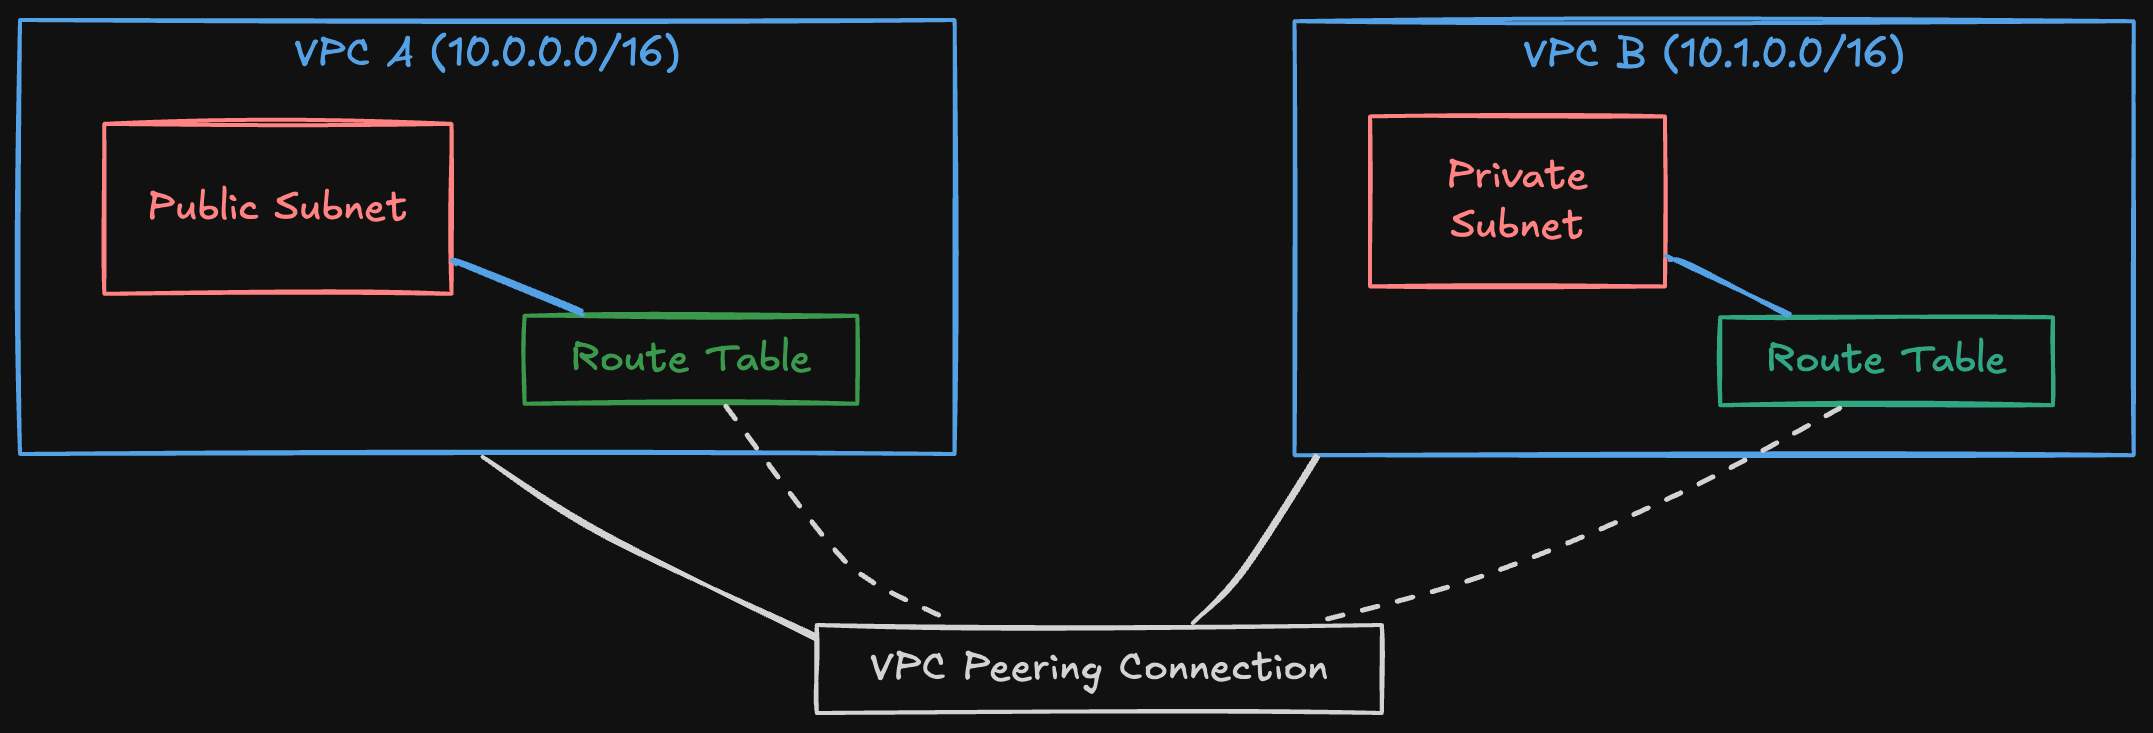 VPC A (10.0.0.0/16)
Public Subnet
Route Table
VPC B (10.1.0.0/16)
Private
Subnet
Route Table
VPC Peering Connection